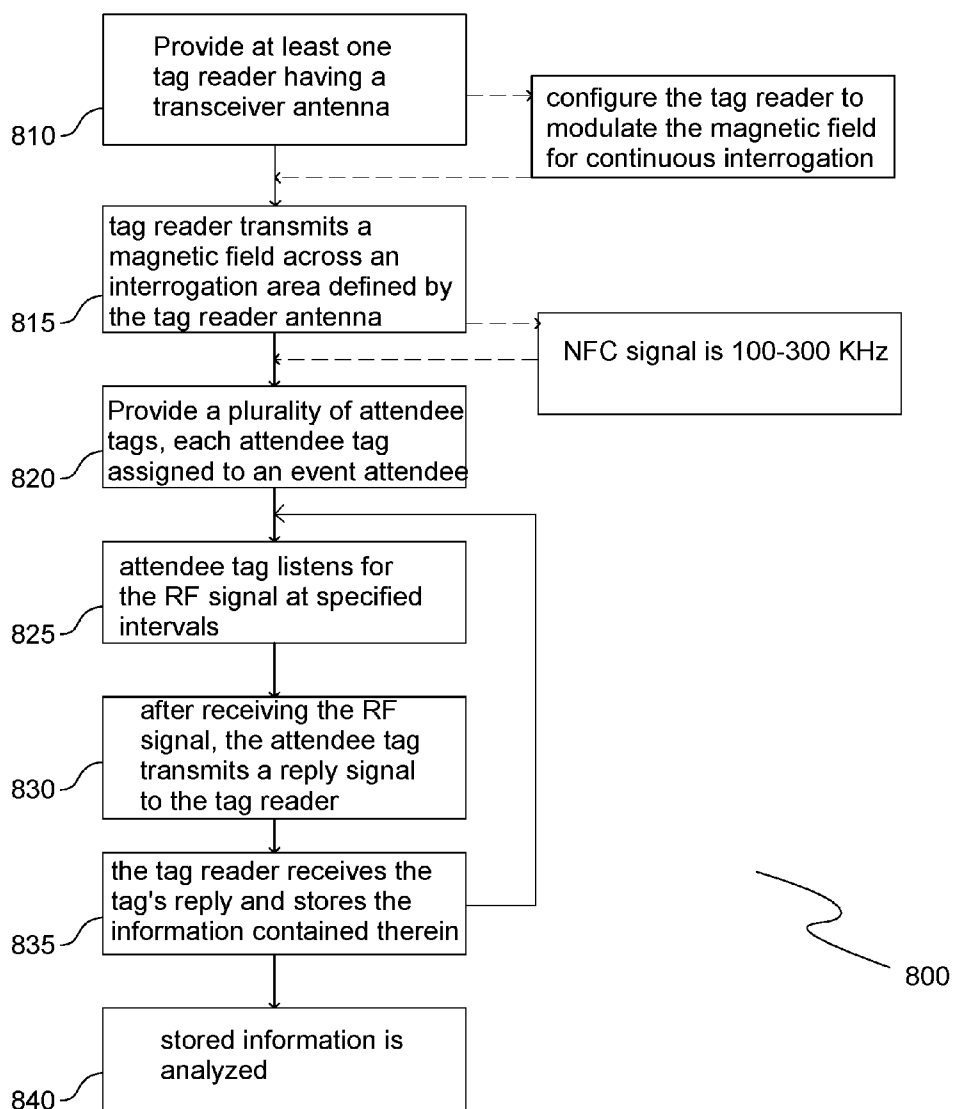 Provide at least one
tag reader having a
transceiver antenna
810
configure the tag reader to
modulate the magnetic field
for continuous interrogation
tag reader transmits a
magnetic field across an
interrogation area defined by
the tag reader antenna
815
NFC signal is 100-300 KHz
Provide a plurality of attendee
tags, each attendee tag
assigned to an event attendee
820
attendee tag listens for
the RF signal at specified
intervals
825
after receiving the RF
signal, the attendee tag
transmits a reply signal
to the tag reader
830
the tag reader receives the
tag's reply and stores the
information contained therein
835
800
stored information is
analyzed
840